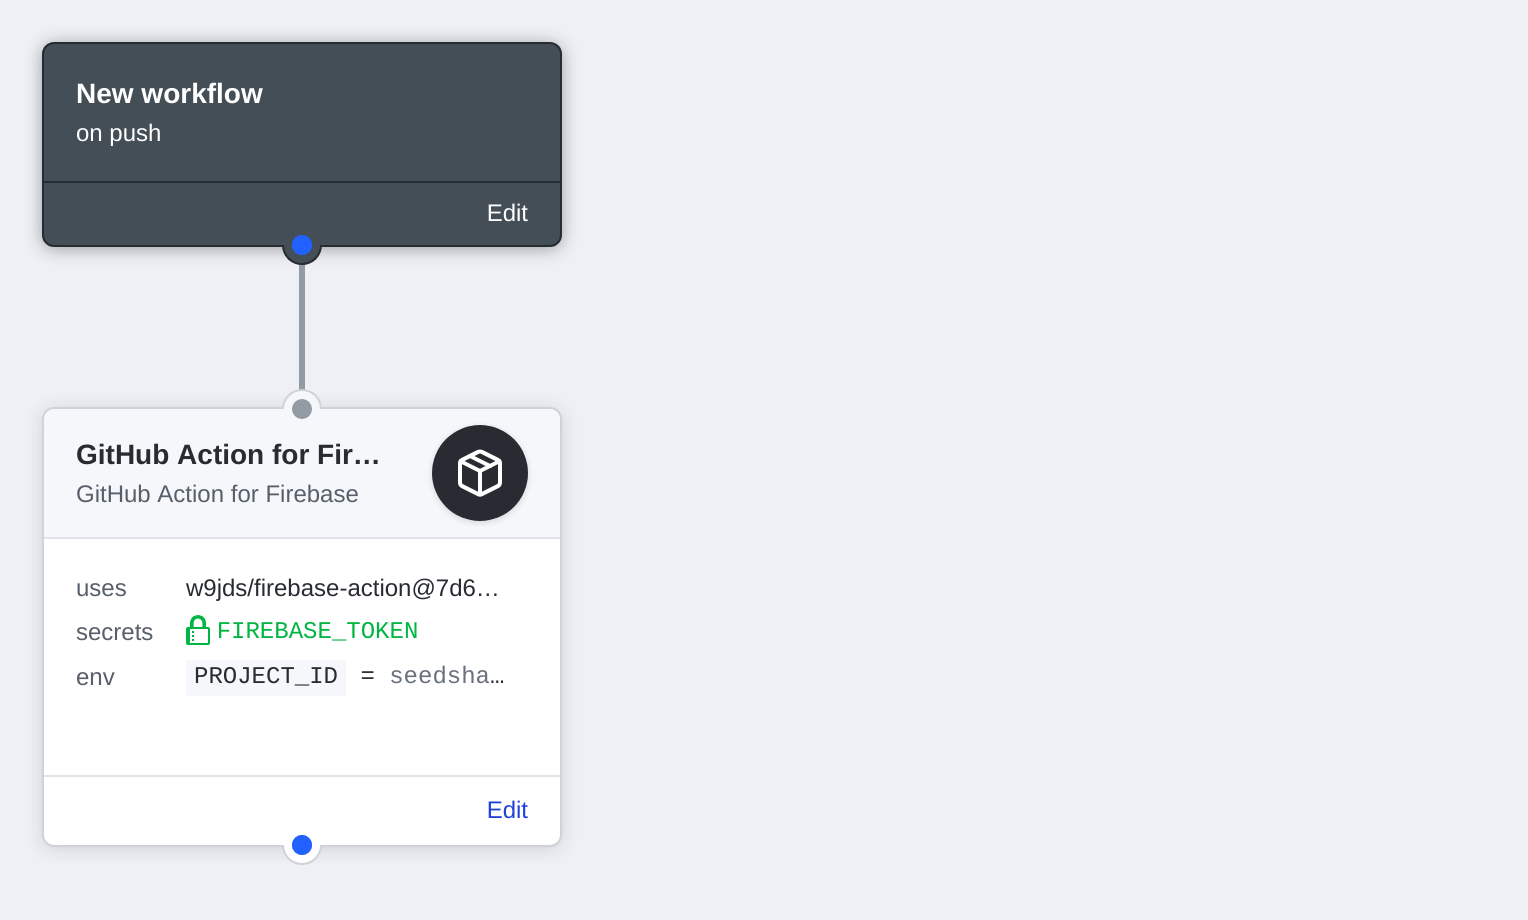 New workflow
on push
Edit
GitHub Action for Fir…
GitHub Action for Firebase
uses w9jds/firebase-action@7d6…
secrets FIREBASE_TOKEN
env PROJECT_ID = seedsha…
Edit